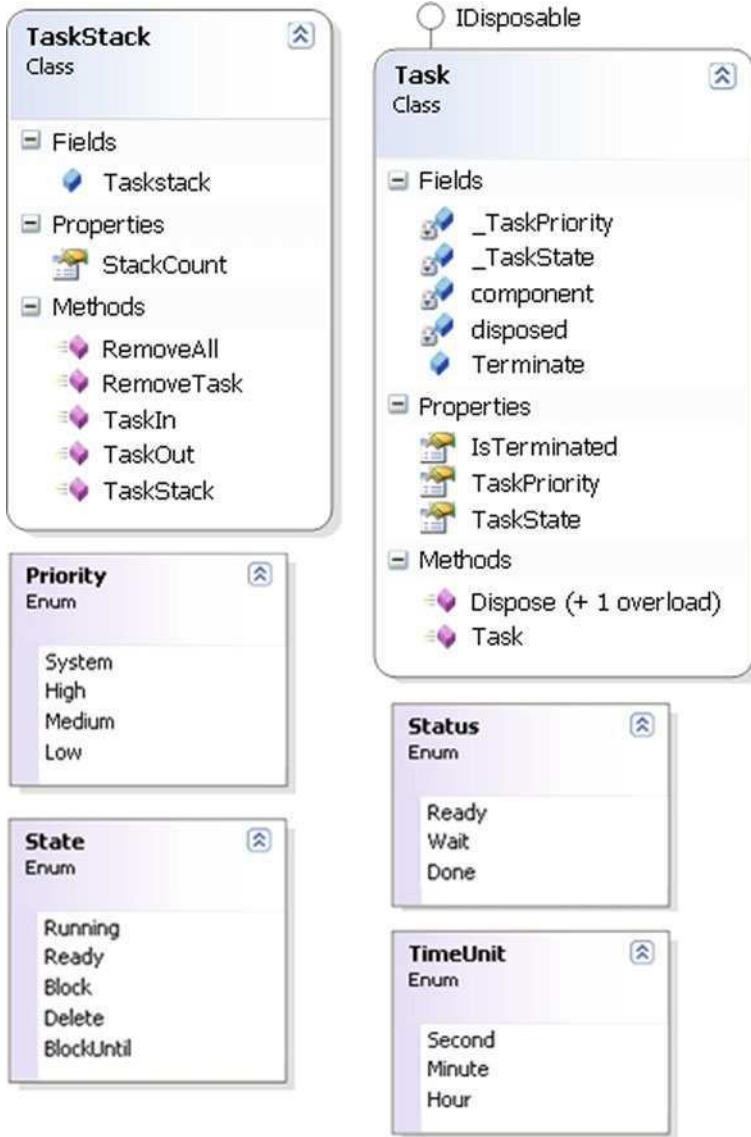 TaskStack
Class
Fields
Taskstack
Properties
StackCount
Methods
RemoveAll
RemoveTask
TaskIn
TaskOut
TaskStack
IDisposable
Task
Class
Fields
_TaskPriority
_TaskState
component
disposed
Terminate
Properties
IsTerminated
TaskPriority
TaskState
Methods
Dispose (+ 1 overload)
Task
Priority
Enum
System
High
Medium
Low
Status
Enum
Ready
Wait
Done
State
Enum
Running
Ready
Block
Delete
BlockUntil
TimeUnit
Enum
Second
Minute
Hour